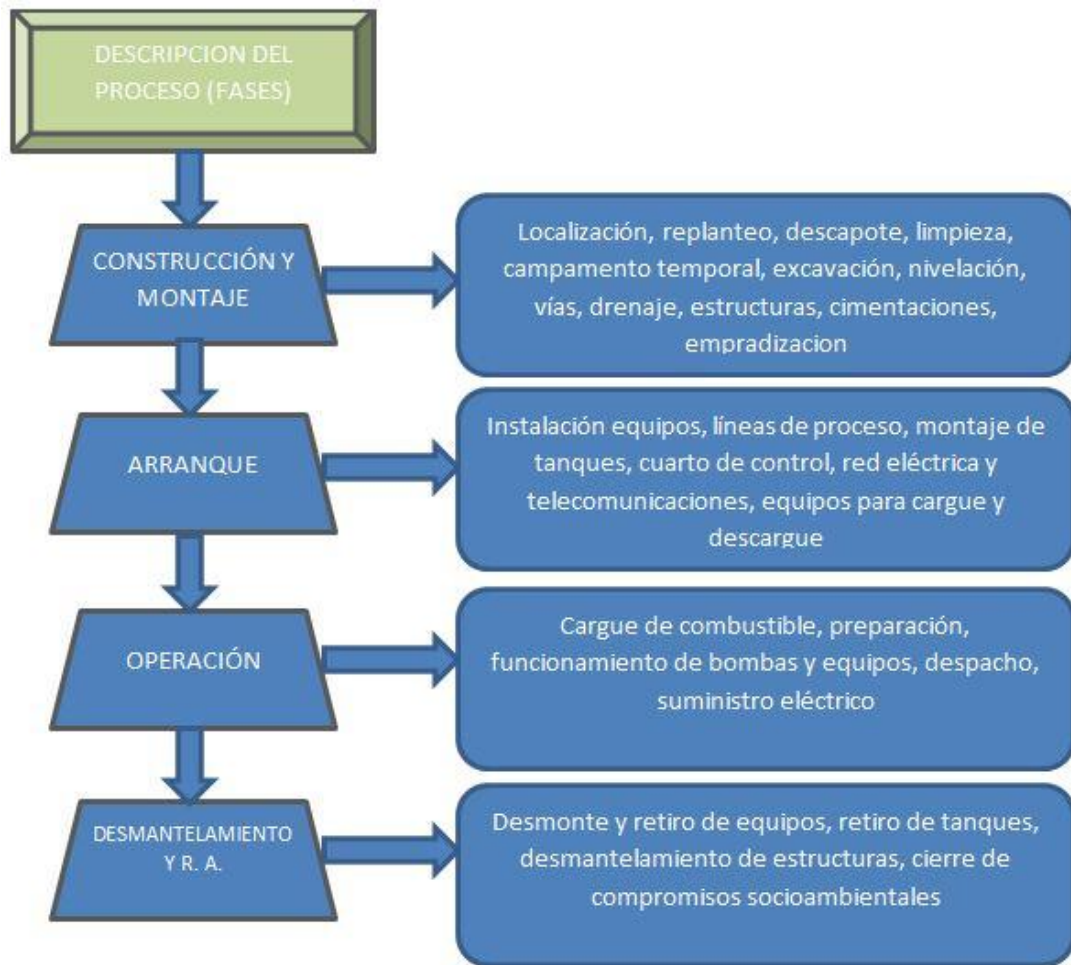 DESCRIPCION DEL
PROCESO (FASES)
CONSTRUCCIÓN Y
MONTAJE
Localización, replanteo, descapote, limpieza,
campamento temporal, excavación, nivelación,
vías, drenaje, estructuras, cimentaciones,
empradizacion
ARRANQUE
Instalación equipos, líneas de proceso, montaje de
tanques, cuarto de control, red eléctrica y
telecomunicaciones, equipos para cargue y
descargue
OPERACIÓN
Cargue de combustible, preparación,
funcionamiento de bombas y equipos, despacho,
suministro eléctrico
DESMANTELAMIENTO
Y R. A.
Desmonte y retiro de equipos, retiro de tanques,
desmantelamiento de estructuras, cierre de
compromisos socioambientales